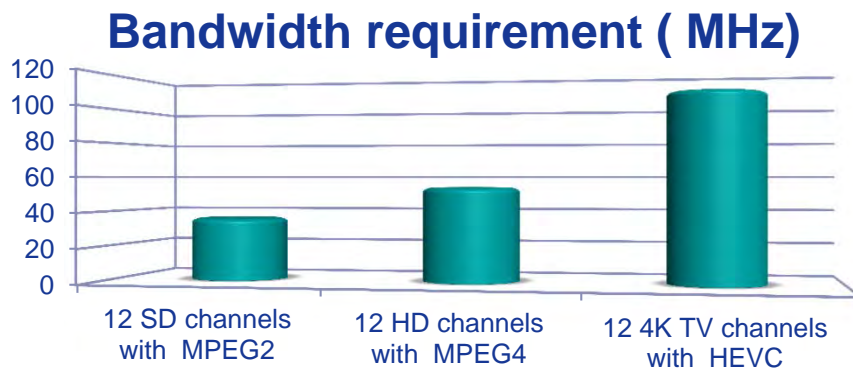 Bandwidth requirement ( MHz)
120
100
80
60
40
20
0
12 SD channels
with MPEG2
12 HD channels
with MPEG4
12 4K TV channels
with HEVC